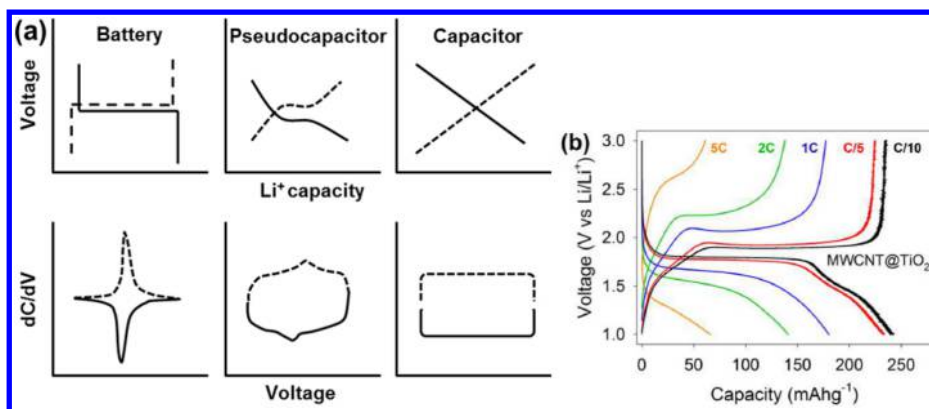 (a)
Battery
Pseudocapacitor
Capacitor
Voltage
Li⁺ capacity
dC/dV
Voltage
(b)
5C
2C
1C
C/5
C/10
Voltage (V vs Li/Li⁺)
3.0
2.5
2.0
1.5
1.0
MWCNT@TiO₂
0
50
100
150
200
250
Capacity (mAhg⁻¹)